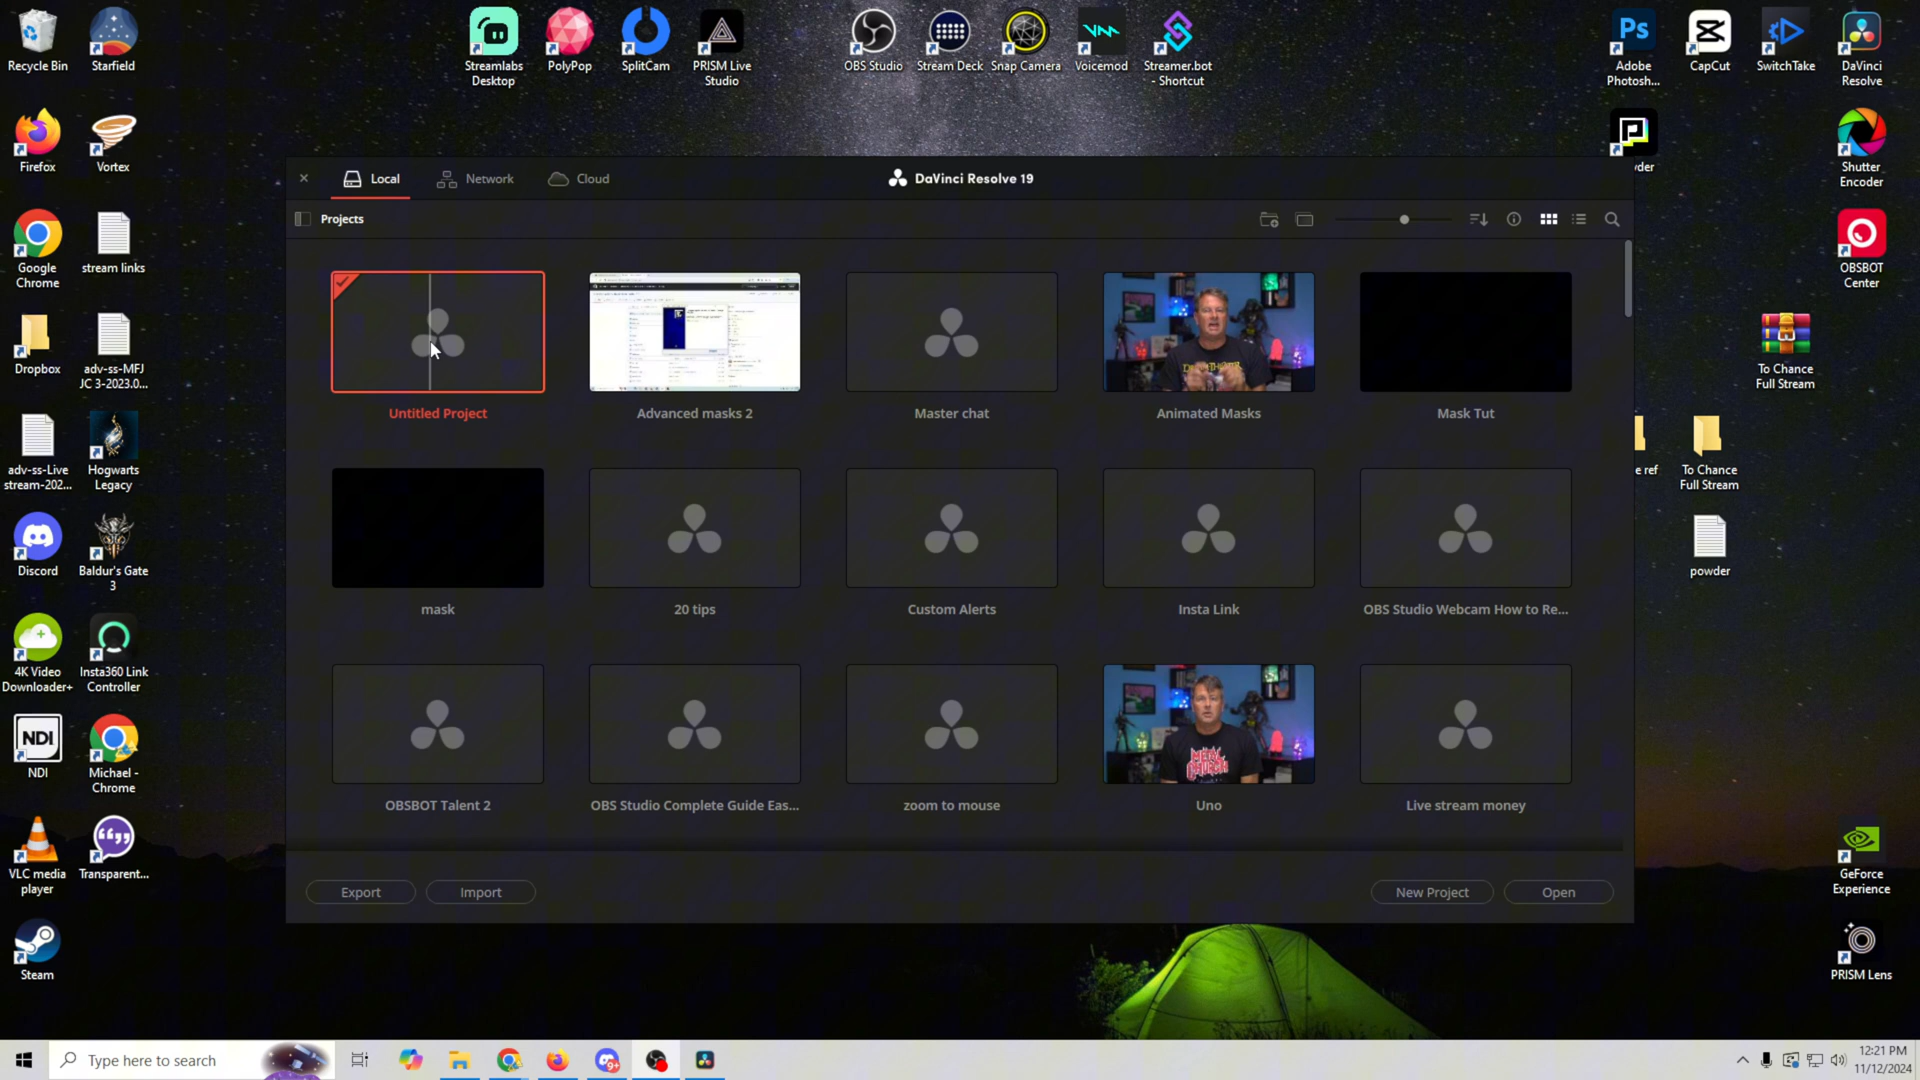 Recycle Bin
Starfield
Streamlabs
Desktop
PolyPop
SplitCam
PRISM Live
Studio
OBS Studio
Stream Deck
Snap Camera
Voicemod
Streamer.bot
- Shortcut
Ps
Adobe
Photosh...
CapCut
SwitchTake
DaVinci
Resolve
Firefox
Vortex
der
Shutter
Encoder
Local
Network
Cloud
DaVinci Resolve 19
Projects
Google
Chrome
stream links
OBSBOT
Center
Dropbox
adv-ss-MFJ
JC 3-2023.0...
To Chance
Full Stream
Untitled Project
Advanced masks 2
Master chat
Animated Masks
Mask Tut
adv-ss-Live
stream-202...
Hogwarts
Legacy
e ref
To Chance
Full Stream
Discord
Baldur's Gate
3
powder
mask
20 tips
Custom Alerts
Insta Link
OBS Studio Webcam How to Re...
4K Video
Downloader+
Insta360 Link
Controller
METAL
CHURCH
OBSBOT Talent 2
OBS Studio Complete Guide Eas...
zoom to mouse
Uno
Live stream money
NDI
NDI
Michael -
Chrome
VLC media
player
Transparent...
GeForce
Experience
Export
Import
New Project
Open
Steam
PRISM Lens
Type here to search
9+
12:21 PM
11/12/2024